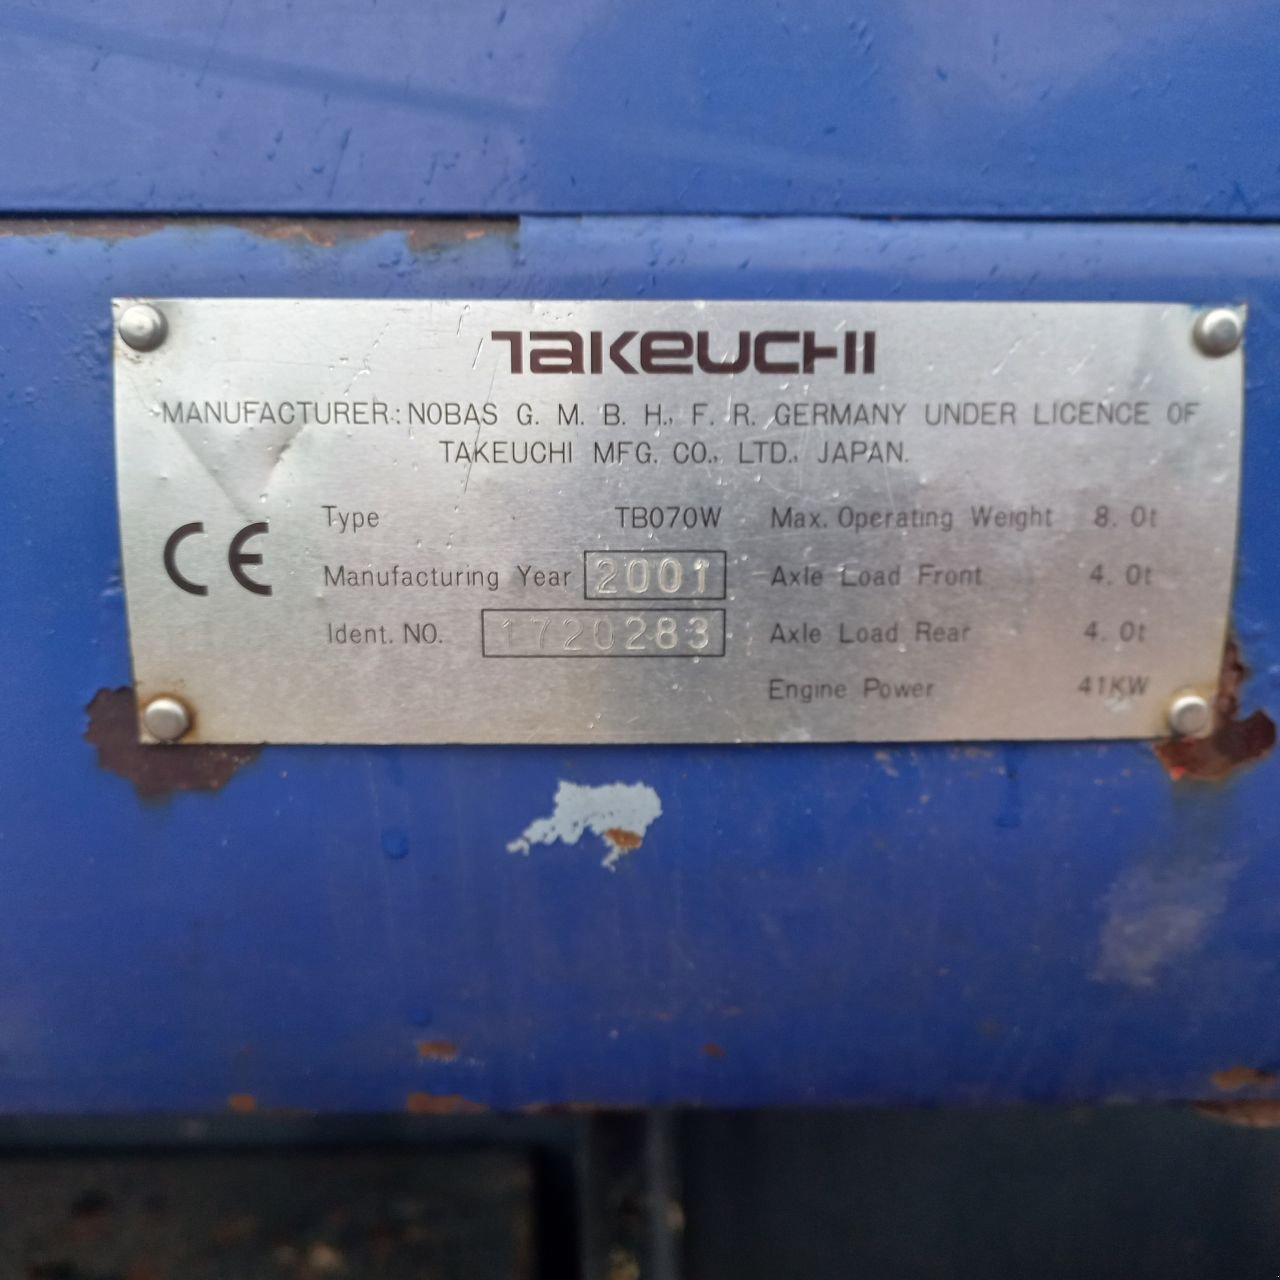 TAKEUCHI
MANUFACTURER: NOBAS G. M. B. H., F. R. GERMANY UNDER LICENCE OF
TAKEUCHI MFG. CO., LTD., JAPAN.
CE
Type TB070W Max. Operating Weight 8. 0t
Manufacturing Year 2001 Axle Load Front 4. 0t
Ident. NO. 1720283 Axle Load Rear 4. 0t
Engine Power 41KW